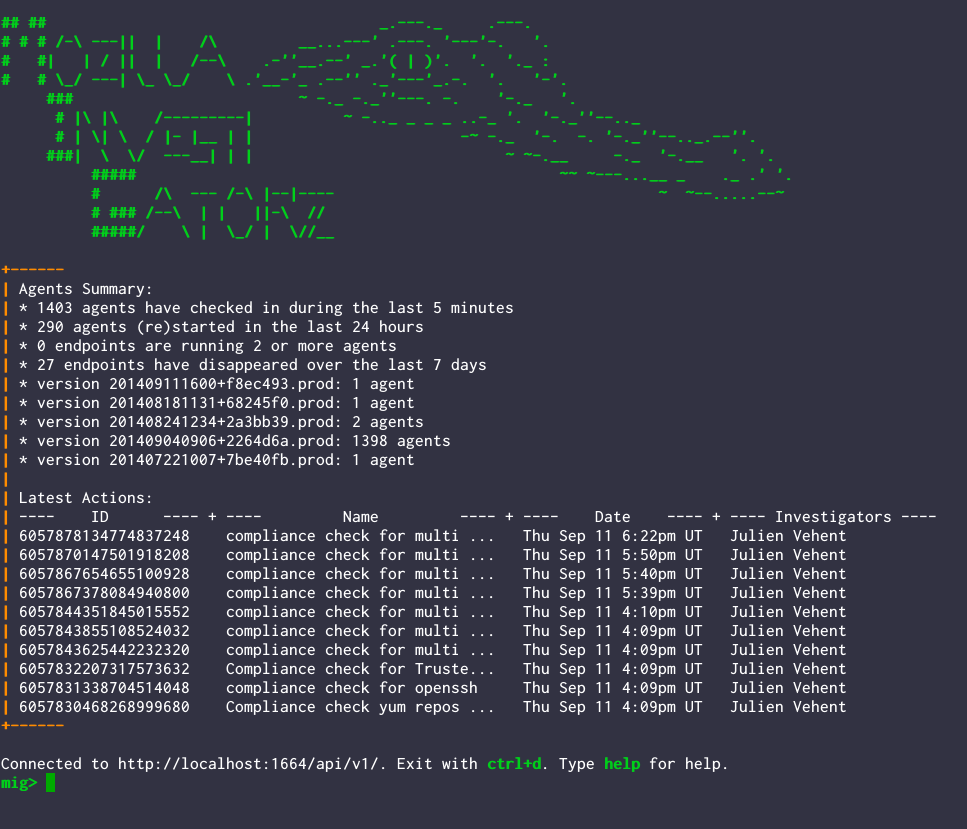 MOZILLA
INVESTI
GATOR
+------
| Agents Summary:
| * 1403 agents have checked in during the last 5 minutes
| * 290 agents (re)started in the last 24 hours
| * 0 endpoints are running 2 or more agents
| * 27 endpoints have disappeared over the last 7 days
| * version 201409111600+f8ec493.prod: 1 agent
| * version 201408181131+68245f0.prod: 1 agent
| * version 201408241234+2a3bb39.prod: 2 agents
| * version 201409040906+2264d6a.prod: 1398 agents
| * version 201407221007+7be40fb.prod: 1 agent
|
| Latest Actions:
| ----    ID      ---- + ----         Name         ---- + ----    Date    ---- + ---- Investigators ----
| 6057878134774837248    compliance check for multi ...   Thu Sep 11 6:22pm UT   Julien Vehent
| 6057870147501918208    compliance check for multi ...   Thu Sep 11 5:50pm UT   Julien Vehent
| 6057867654655100928    compliance check for multi ...   Thu Sep 11 5:40pm UT   Julien Vehent
| 6057867378084940800    compliance check for multi ...   Thu Sep 11 5:39pm UT   Julien Vehent
| 6057844351845015552    compliance check for multi ...   Thu Sep 11 4:10pm UT   Julien Vehent
| 6057843855108524032    compliance check for multi ...   Thu Sep 11 4:09pm UT   Julien Vehent
| 6057843625442232320    compliance check for multi ...   Thu Sep 11 4:09pm UT   Julien Vehent
| 6057832207317573632    Compliance check for Truste...   Thu Sep 11 4:09pm UT   Julien Vehent
| 6057831338704514048    compliance check for openssh     Thu Sep 11 4:09pm UT   Julien Vehent
| 6057830468268999680    Compliance check yum repos ...   Thu Sep 11 4:09pm UT   Julien Vehent
+------
Connected to http://localhost:1664/api/v1/. Exit with ctrl+d. Type help for help.
mig>